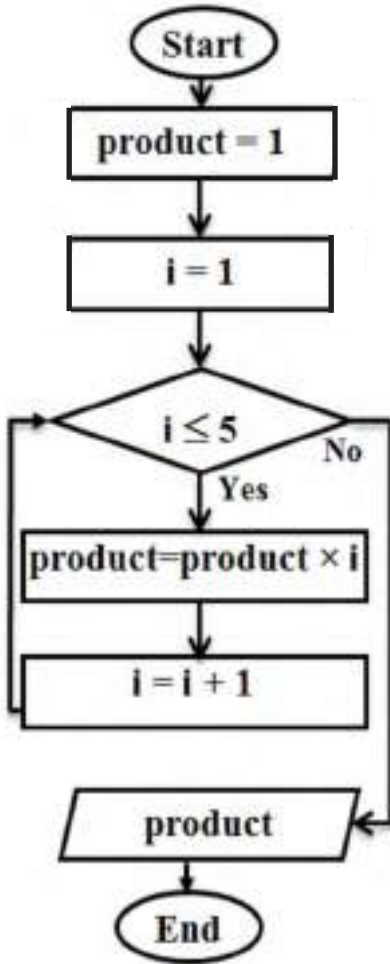 Start
product = 1
i = 1
i ≤ 5
No
Yes
product=product × i
i = i + 1
product
End